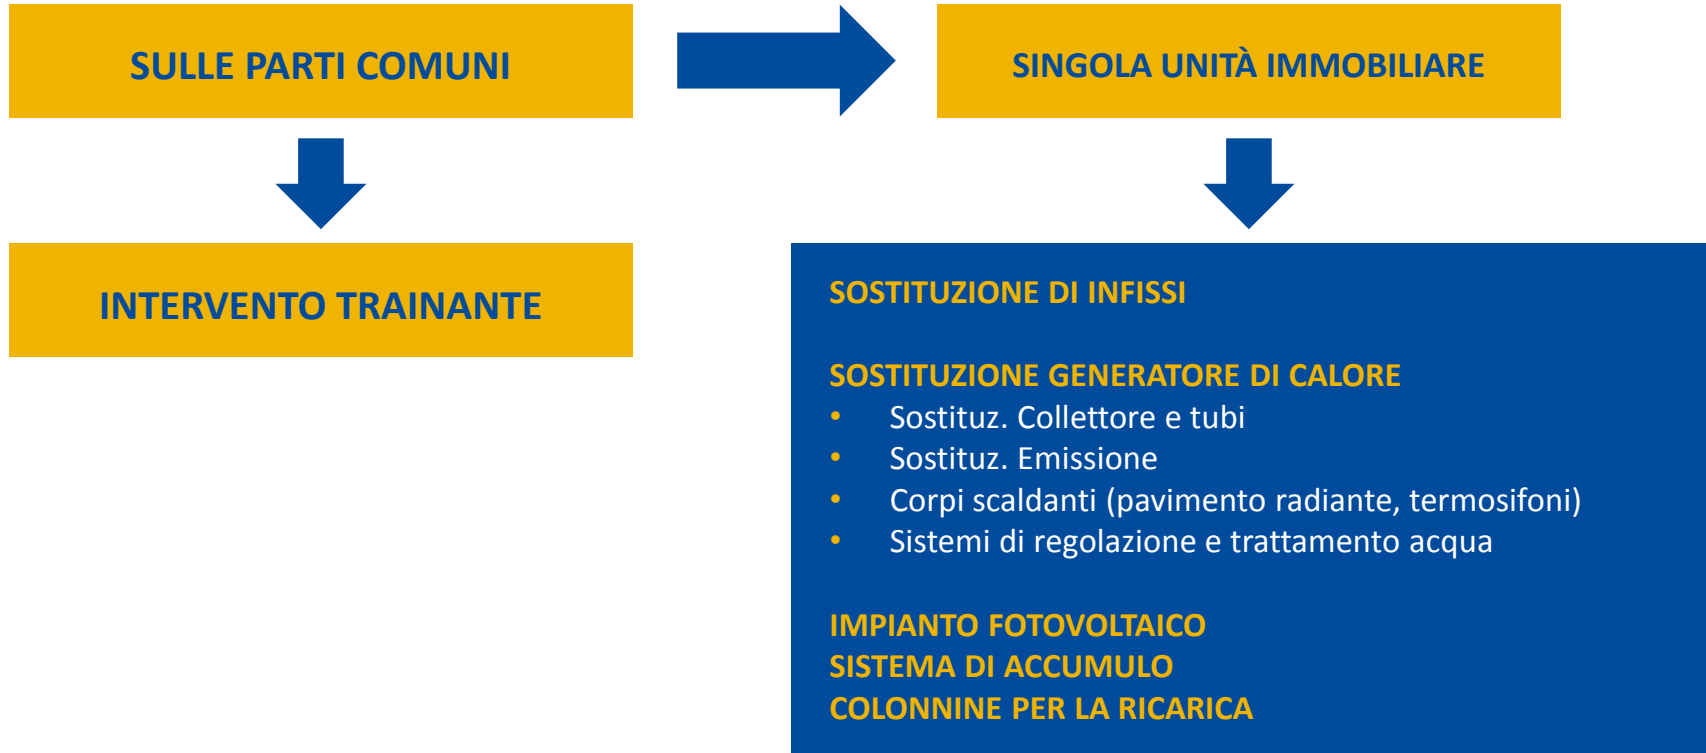 SULLE PARTI COMUNI
SINGOLA UNITÀ IMMOBILIARE
INTERVENTO TRAINANTE
SOSTITUZIONE DI INFISSI
SOSTITUZIONE GENERATORE DI CALORE
• Sostituz. Collettore e tubi
• Sostituz. Emissione
• Corpi scaldanti (pavimento radiante, termosifoni)
• Sistemi di regolazione e trattamento acqua
IMPIANTO FOTOVOLTAICO
SISTEMA DI ACCUMULO
COLONNINE PER LA RICARICA